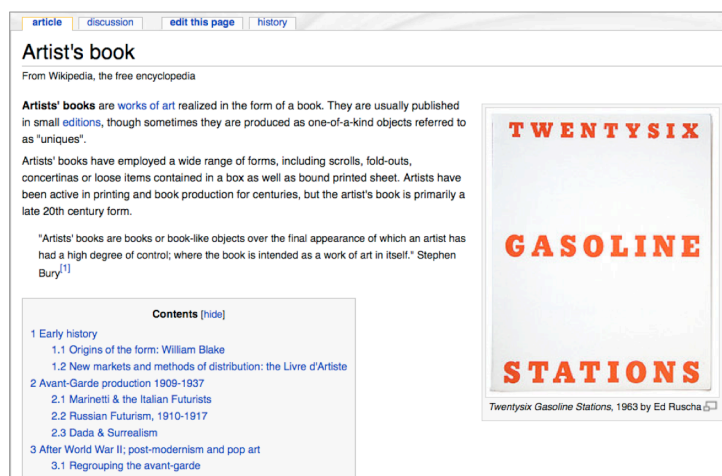 article discussion edit this page history
Artist's book
From Wikipedia, the free encyclopedia
Artists' books are works of art realized in the form of a book. They are usually published
in small editions, though sometimes they are produced as one-of-a-kind objects referred to
as "uniques".
Artists' books have employed a wide range of forms, including scrolls, fold-outs,
concertinas or loose items contained in a box as well as bound printed sheet. Artists have
been active in printing and book production for centuries, but the artist's book is primarily a
late 20th century form.
"Artists' books are books or book-like objects over the final appearance of which an artist has
had a high degree of control; where the book is intended as a work of art in itself." Stephen
Bury[1]
Contents [hide]
1 Early history
1.1 Origins of the form: William Blake
1.2 New markets and methods of distribution: the Livre d'Artiste
2 Avant-Garde production 1909-1937
2.1 Marinetti & the Italian Futurists
2.2 Russian Futurism, 1910-1917
2.3 Dada & Surrealism
3 After World War II; post-modernism and pop art
3.1 Regrouping the avant-garde
TWENTYSIX
GASOLINE
STATIONS
Twentysix Gasoline Stations, 1963 by Ed Ruscha